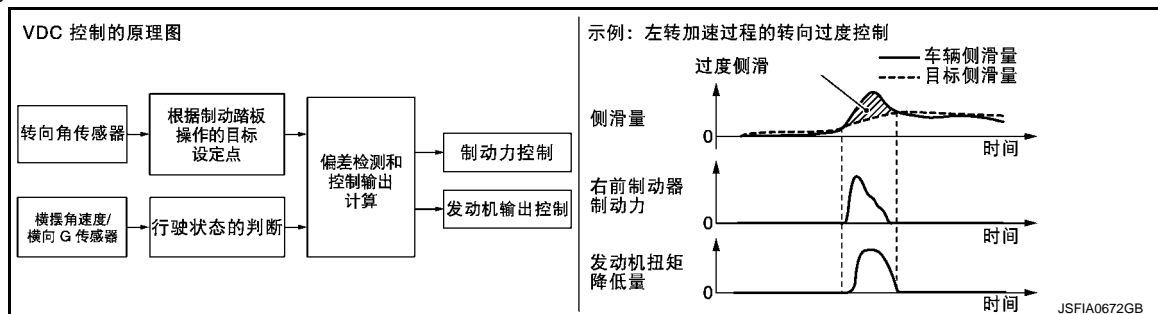 VDC 控制的原理图
转向角传感器
根据制动踏板
操作的目标
设定点
横摆角速度/
横向 G 传感器
行驶状态的判断
偏差检测和
控制输出
计算
制动力控制
发动机输出控制
示例：左转加速过程的转向过度控制
过度侧滑
车辆侧滑量
目标侧滑量
侧滑量
0
时间
右前制动器
制动力
0
时间
发动机扭矩
降低量
0
时间
JSFIA0672GB